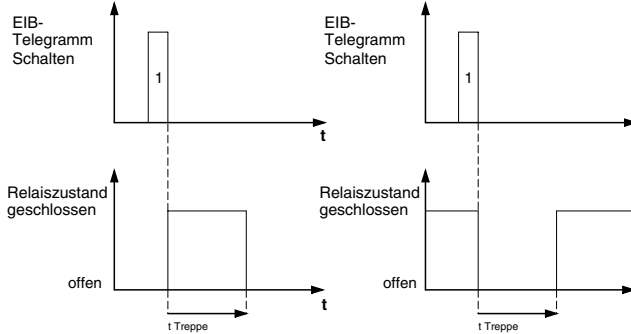 EIB-
Telegramm
Schalten
1
t
Relaiszustand
geschlossen
offen
t
t Treppe
EIB-
Telegramm
Schalten
1
Relaiszustand
geschlossen
offen
t Treppe